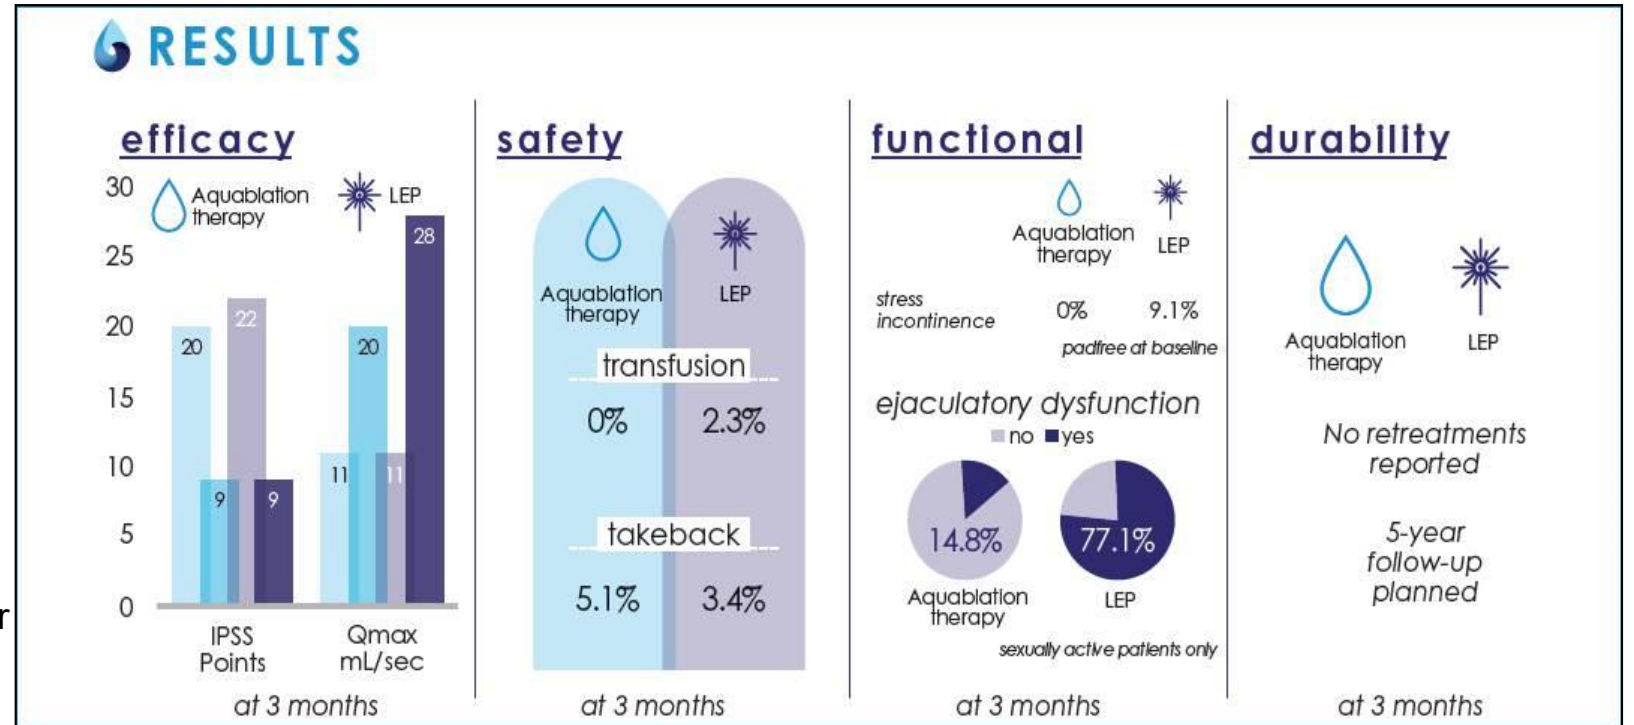 RESULTS
efficacy
30
25
20
15
10
5
0
Aquablation
therapy
LEP
20
9
22
9
11
20
11
28
IPSS
Points
Qmax
mL/sec
at 3 months
safety
Aquablation
therapy
LEP
transfusion
0% 2.3%
takeback
5.1% 3.4%
at 3 months
functional
Aquablation
therapy
LEP
stress
incontinence
0% 9.1%
padfree at baseline
ejaculatory dysfunction
no yes
14.8% 77.1%
Aquablation
therapy
LEP
sexually active patients only
at 3 months
durability
Aquablation
therapy
LEP
No retreatments
reported
5-year
follow-up
planned
at 3 months
r